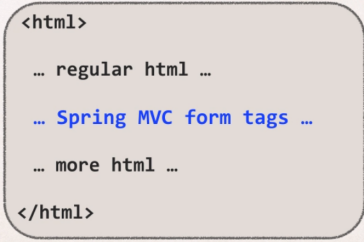 <html>
… regular html …
… Spring MVC form tags …
… more html …
</html>